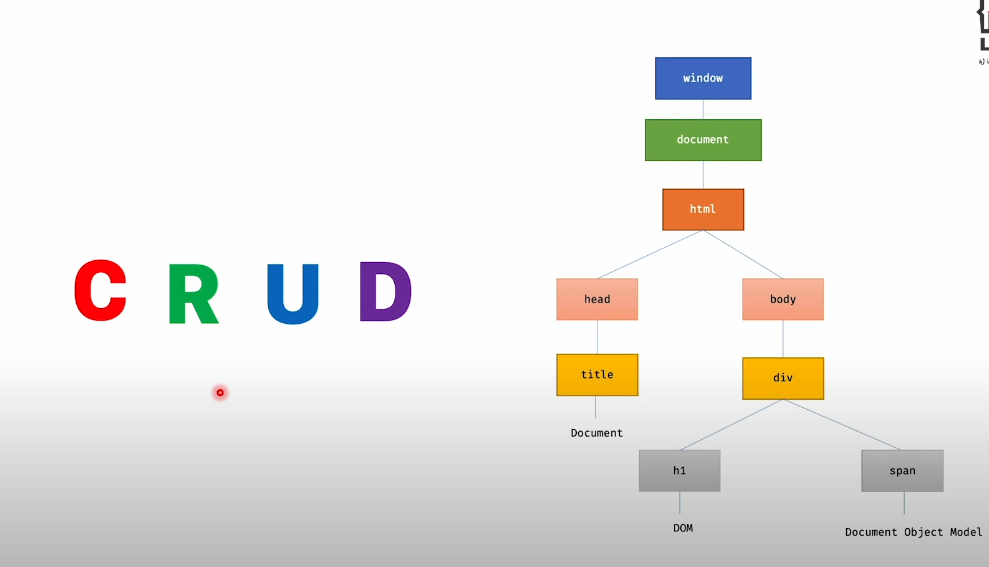 C R U D
window
document
html
head
body
title
div
Document
h1
span
DOM
Document Object Model